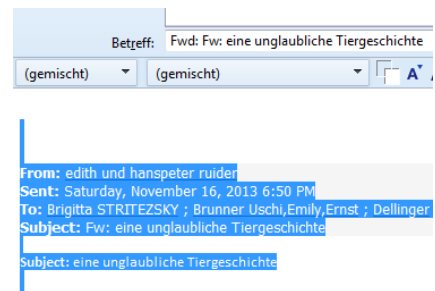 Betreff: Fwd: Fw: eine unglaubliche Tiergeschichte
(gemischt) (gemischt) A
From: edith und hanspeter ruider
Sent: Saturday, November 16, 2013 6:50 PM
To: Brigitta STRITEZSKY ; Brunner Uschi,Emily,Ernst ; Dellinger
Subject: Fw: eine unglaubliche Tiergeschichte
Subject: eine unglaubliche Tiergeschichte